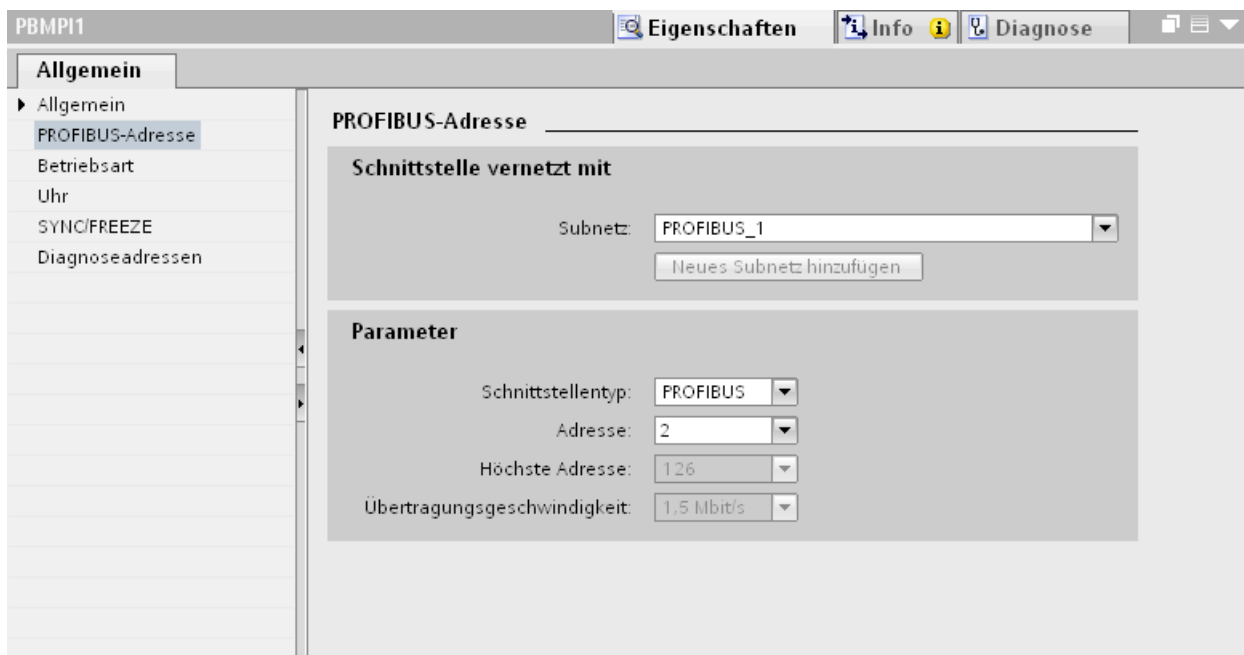 PBMPI1
Eigenschaften
Info
Diagnose
Allgemein
Allgemein
PROFIBUS-Adresse
Betriebsart
Uhr
SYNC/FREEZE
Diagnoseadressen
PROFIBUS-Adresse
Schnittstelle vernetzt mit
Subnetz: PROFIBUS_1
Neues Subnetz hinzufügen
Parameter
Schnittstellentyp: PROFIBUS
Adresse: 2
Höchste Adresse: 126
Übertragungsgeschwindigkeit: 1,5 Mbit/s